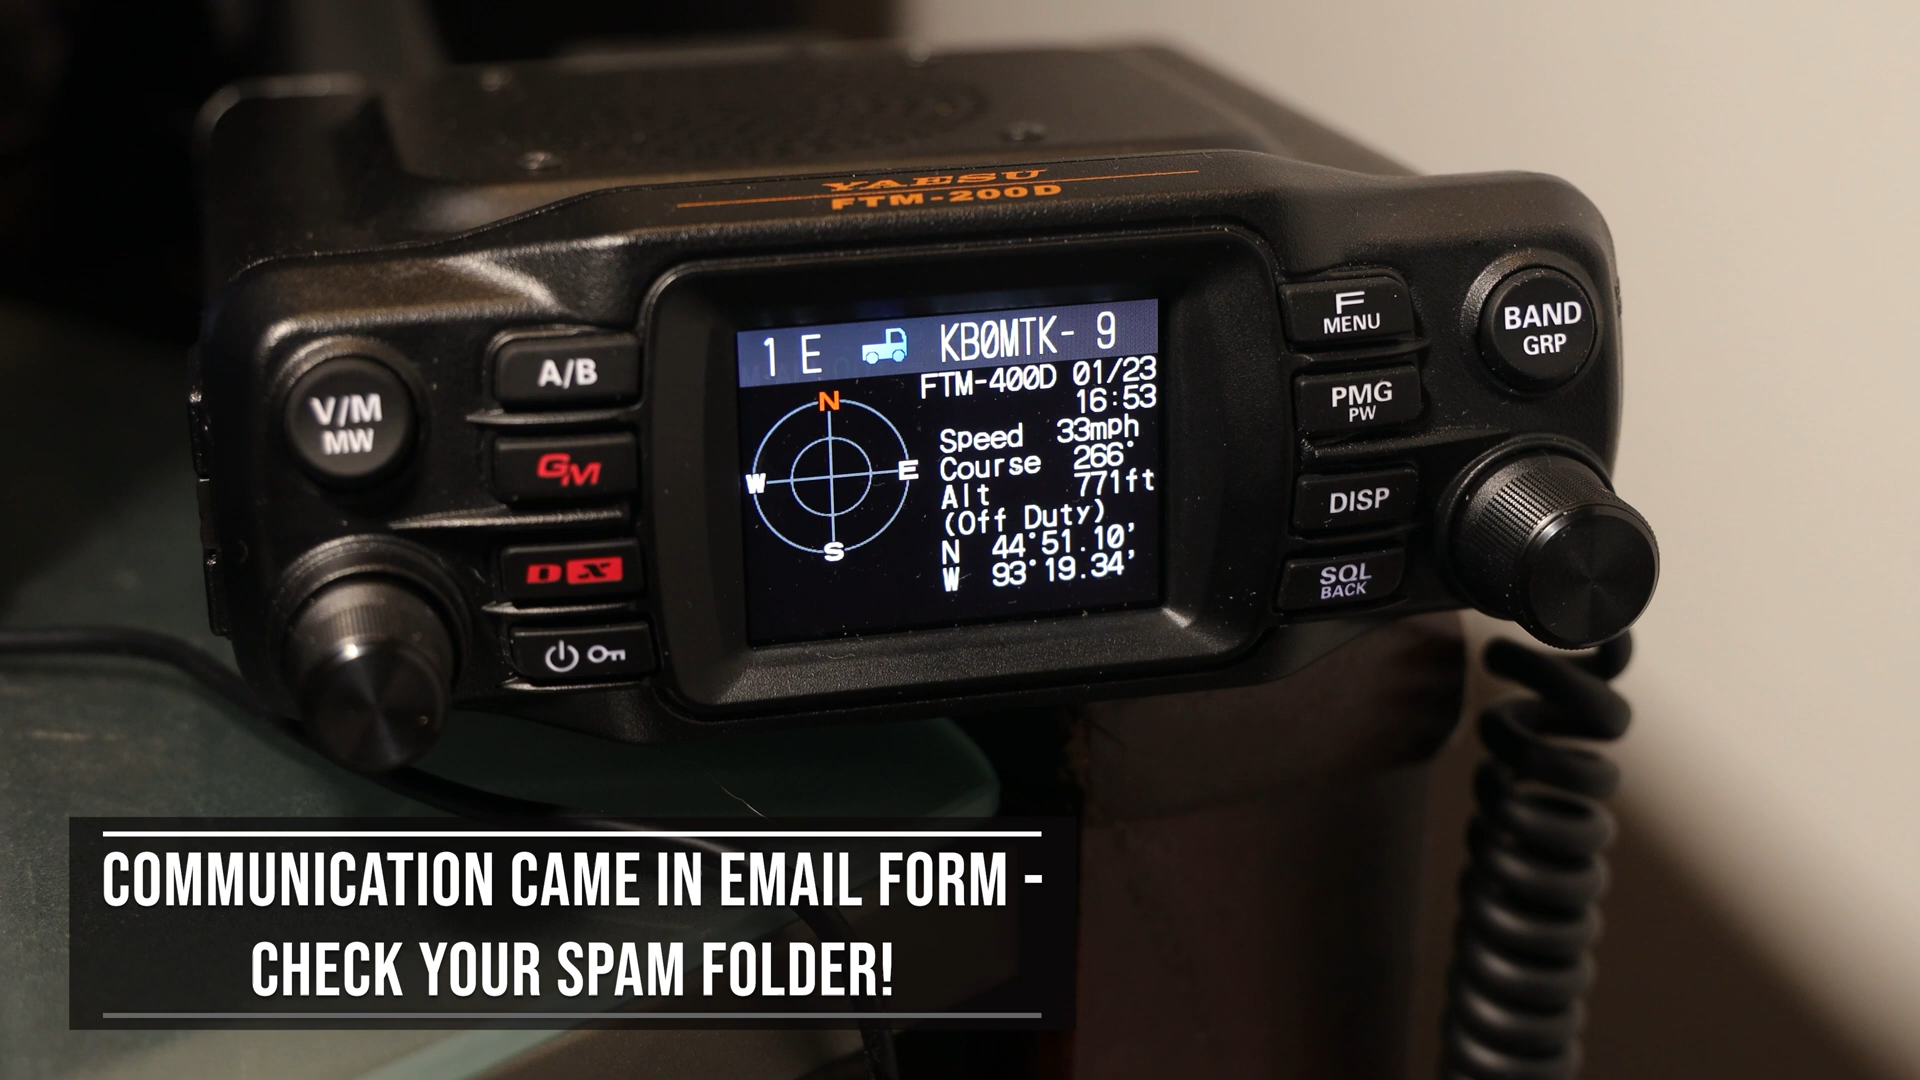 YAESU
FTM-200D
V/M
MW
A/B
GM
DX
1 E KB0MTK- 9
FTM-400D 01/23
16:53
N
W
E
S
Speed 33mph
Course 266°
Alt 771ft
(Off Duty)
N 44°51.10'
W 93°19.34'
F
MENU
PMG
PW
DISP
SQL
BACK
BAND
GRP
COMMUNICATION CAME IN EMAIL FORM -
CHECK YOUR SPAM FOLDER!